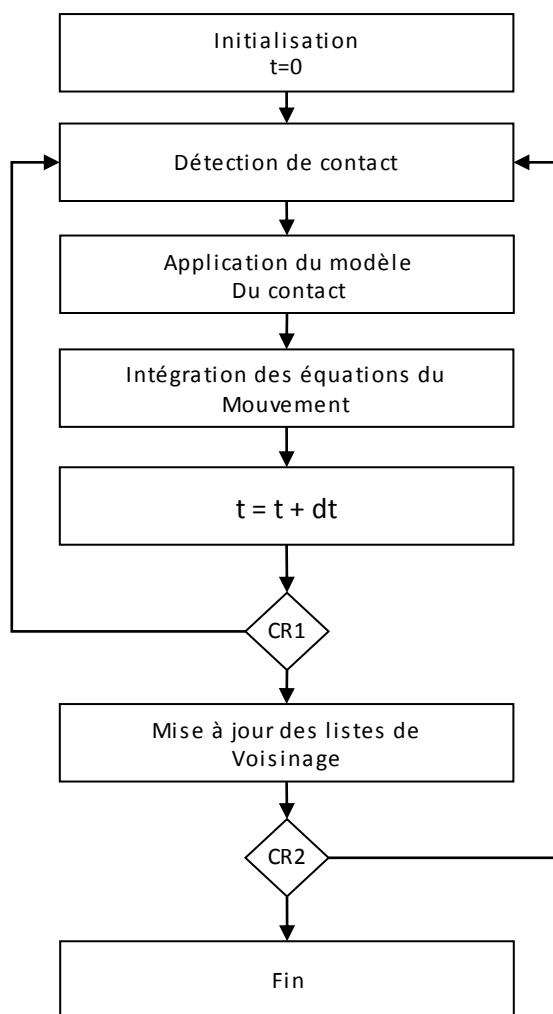 Initialisation
t=0
Détection de contact
Application du modèle
Du contact
Intégration des équations du
Mouvement
t = t + dt
CR1
Mise à jour des listes de
Voisinage
CR2
Fin